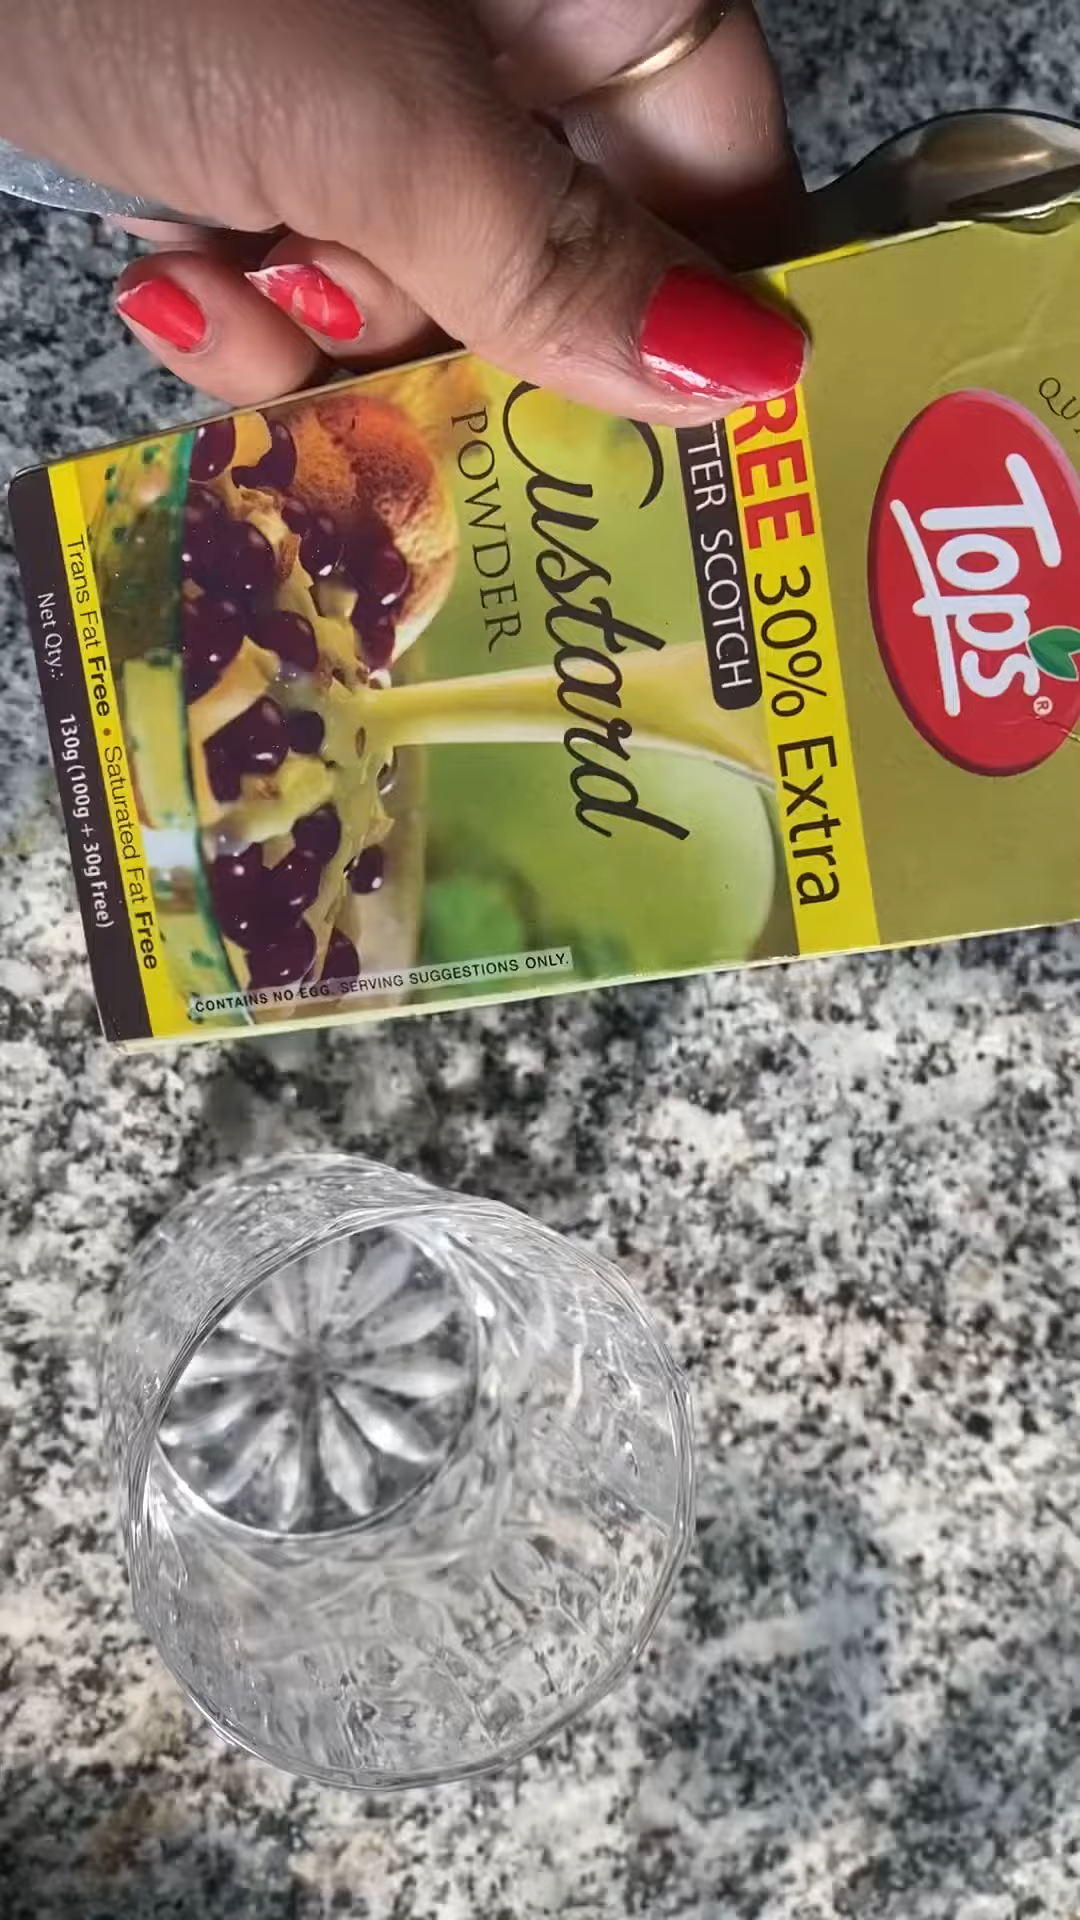 Tops®
REE 30% Extra
TTER SCOTCH
Custard
POWDER
CONTAINS NO EGG. SERVING SUGGESTIONS ONLY.
Trans Fat Free • Saturated Fat Free
Net Qty.: 130g (100g + 30g Free)